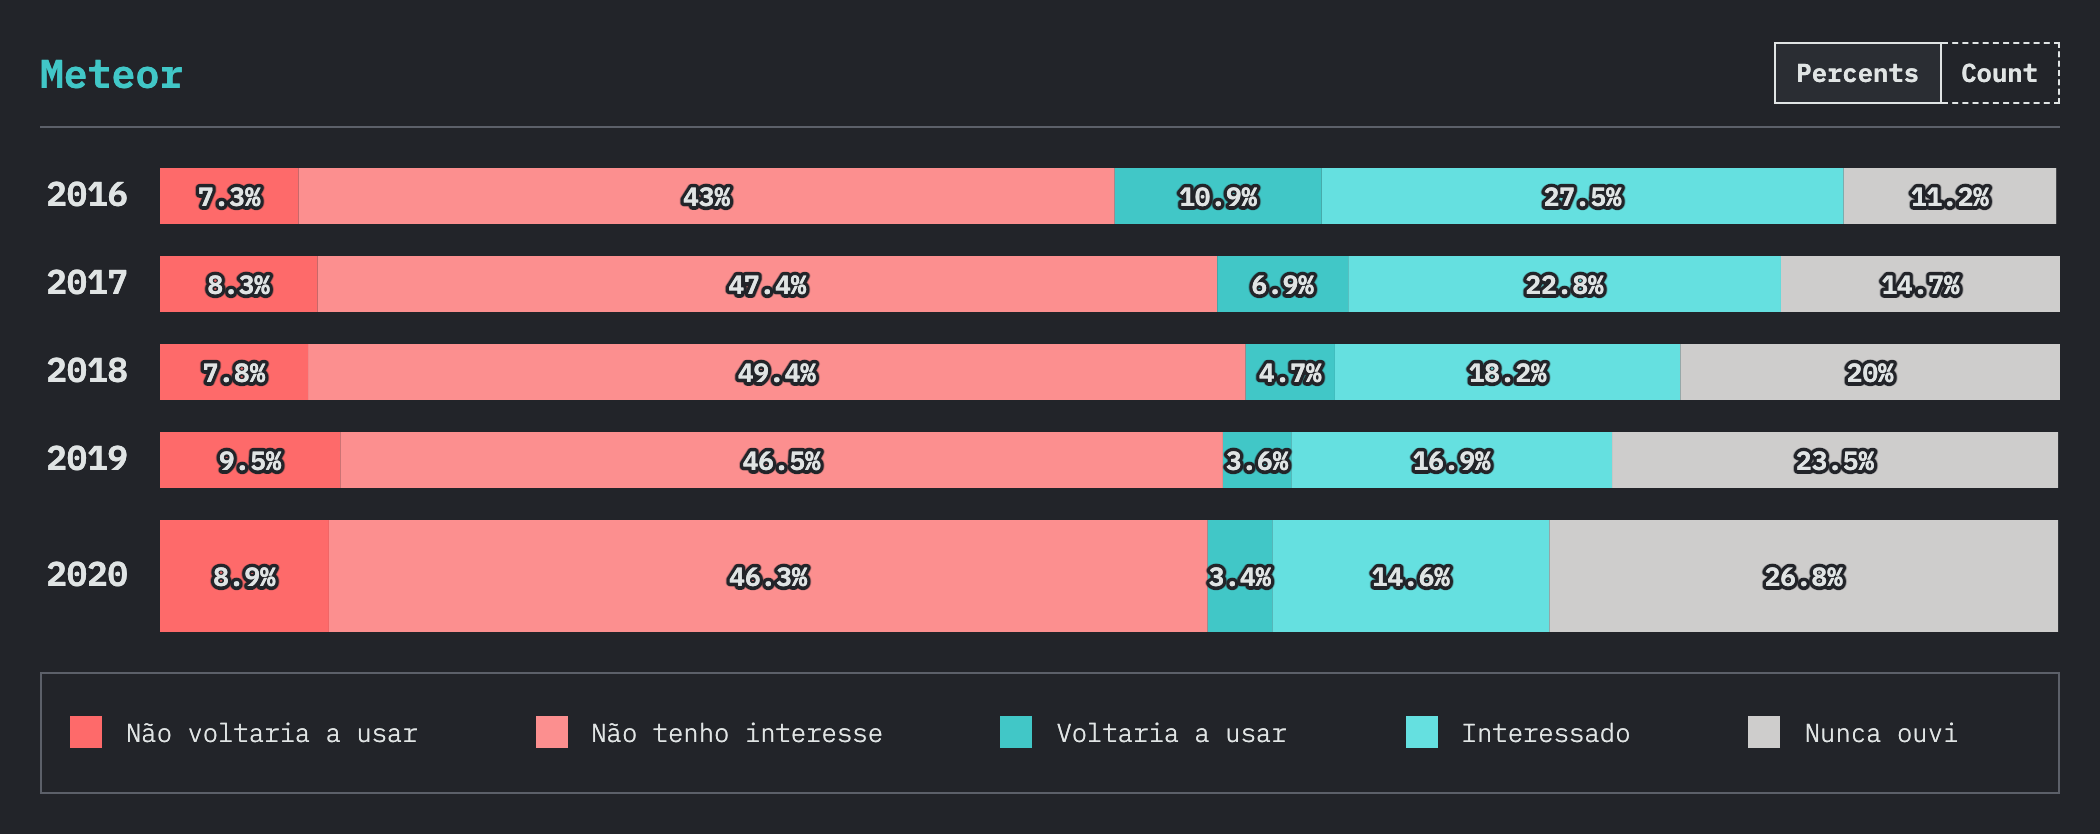 Meteor
Percents Count
2016 7.3% 43% 10.9% 27.5% 11.2%
2017 8.3% 47.4% 6.9% 22.8% 14.7%
2018 7.8% 49.4% 4.7% 18.2% 20%
2019 9.5% 46.5% 3.6% 16.9% 23.5%
2020 8.9% 46.3% 3.4% 14.6% 26.8%
Não voltaria a usar Não tenho interesse Voltaria a usar Interessado Nunca ouvi